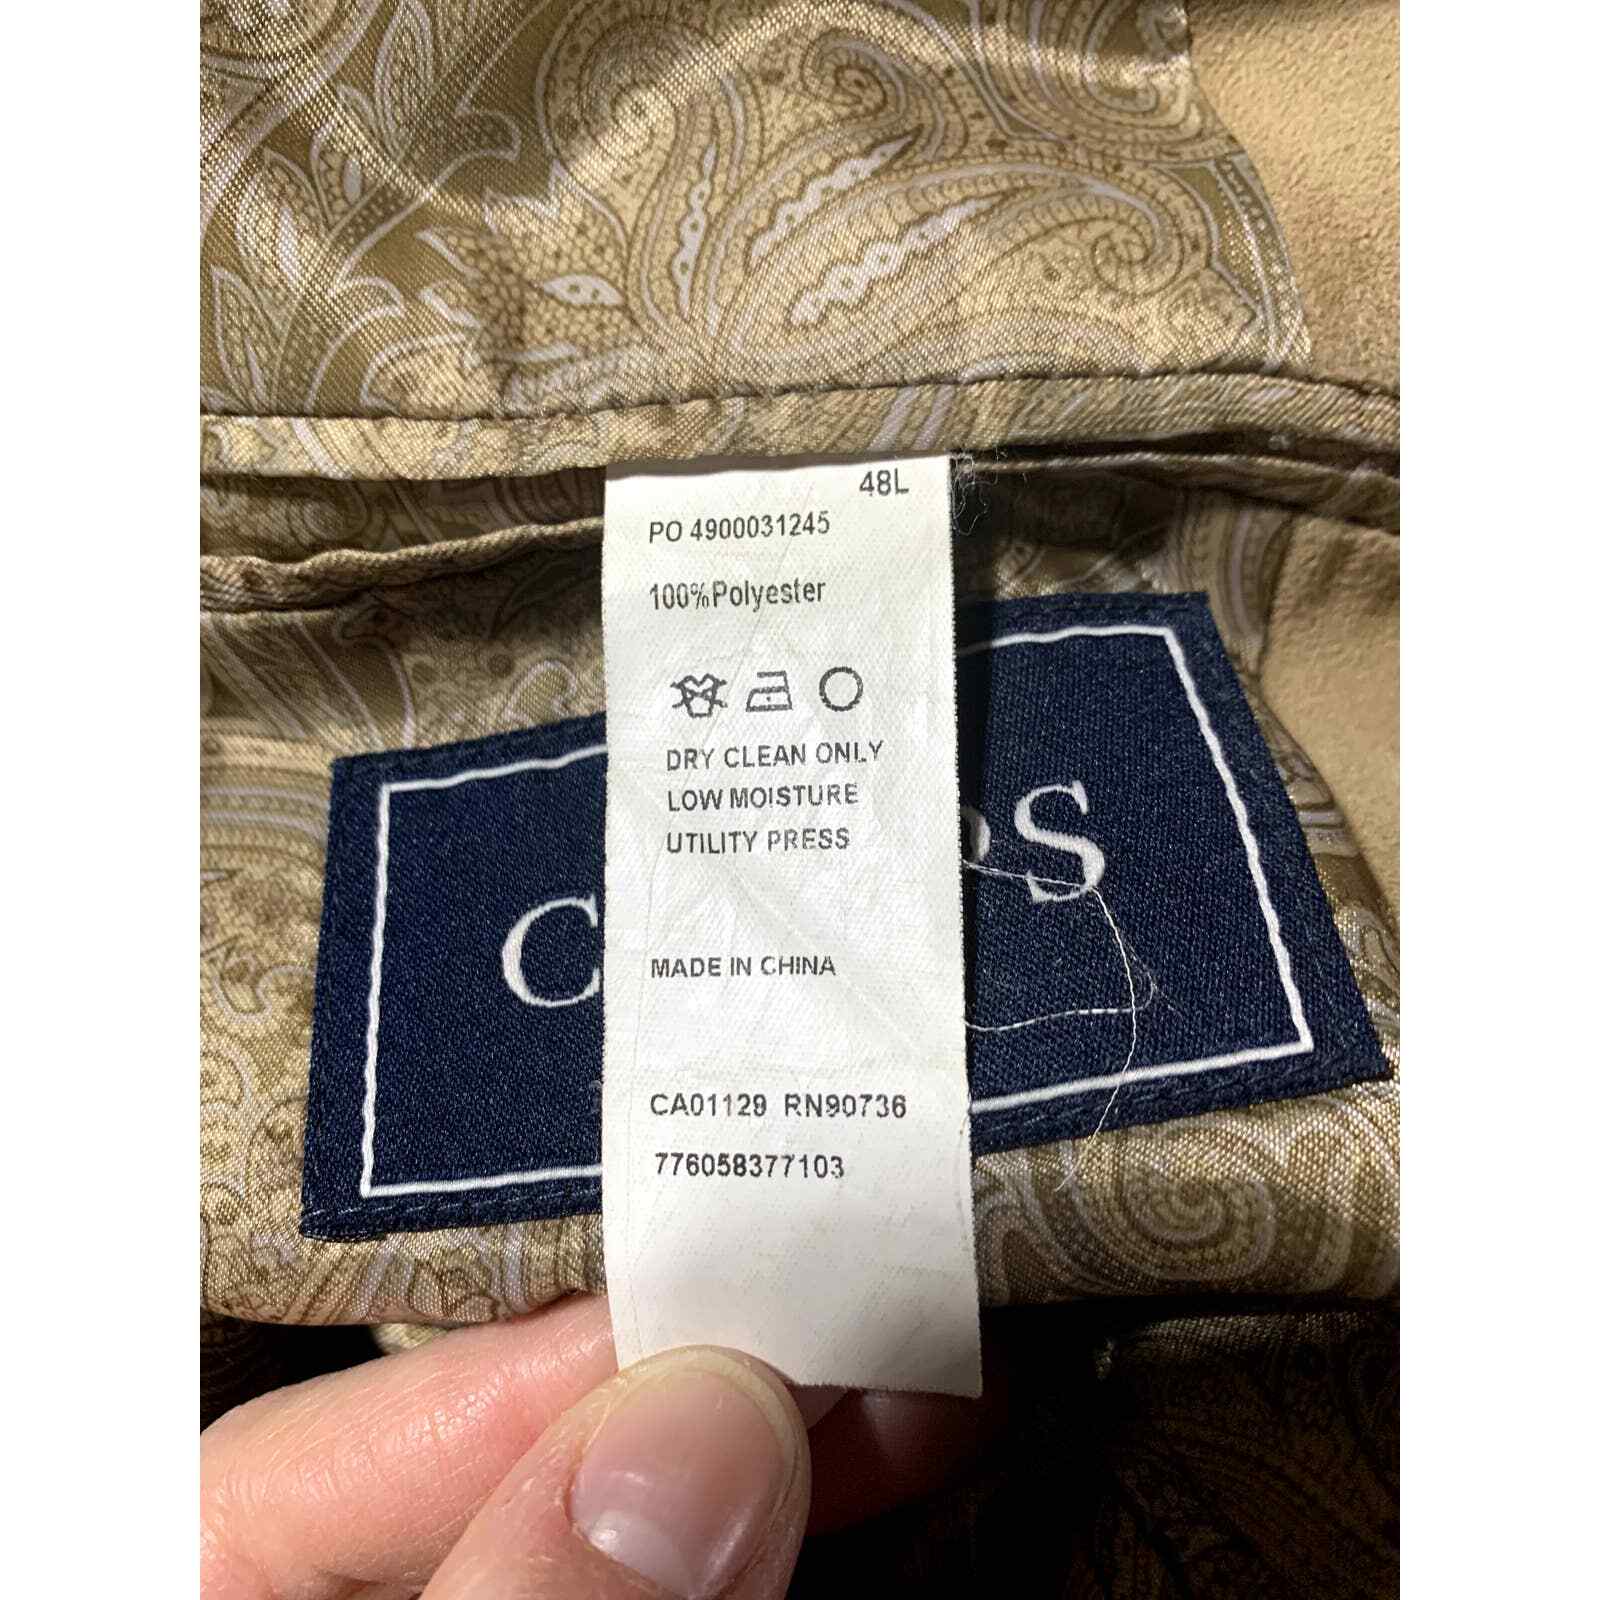 48L
PO 4900031245
100%Polyester
DRY CLEAN ONLY
LOW MOISTURE
UTILITY PRESS
MADE IN CHINA
CA01129 RN90736
776058377103